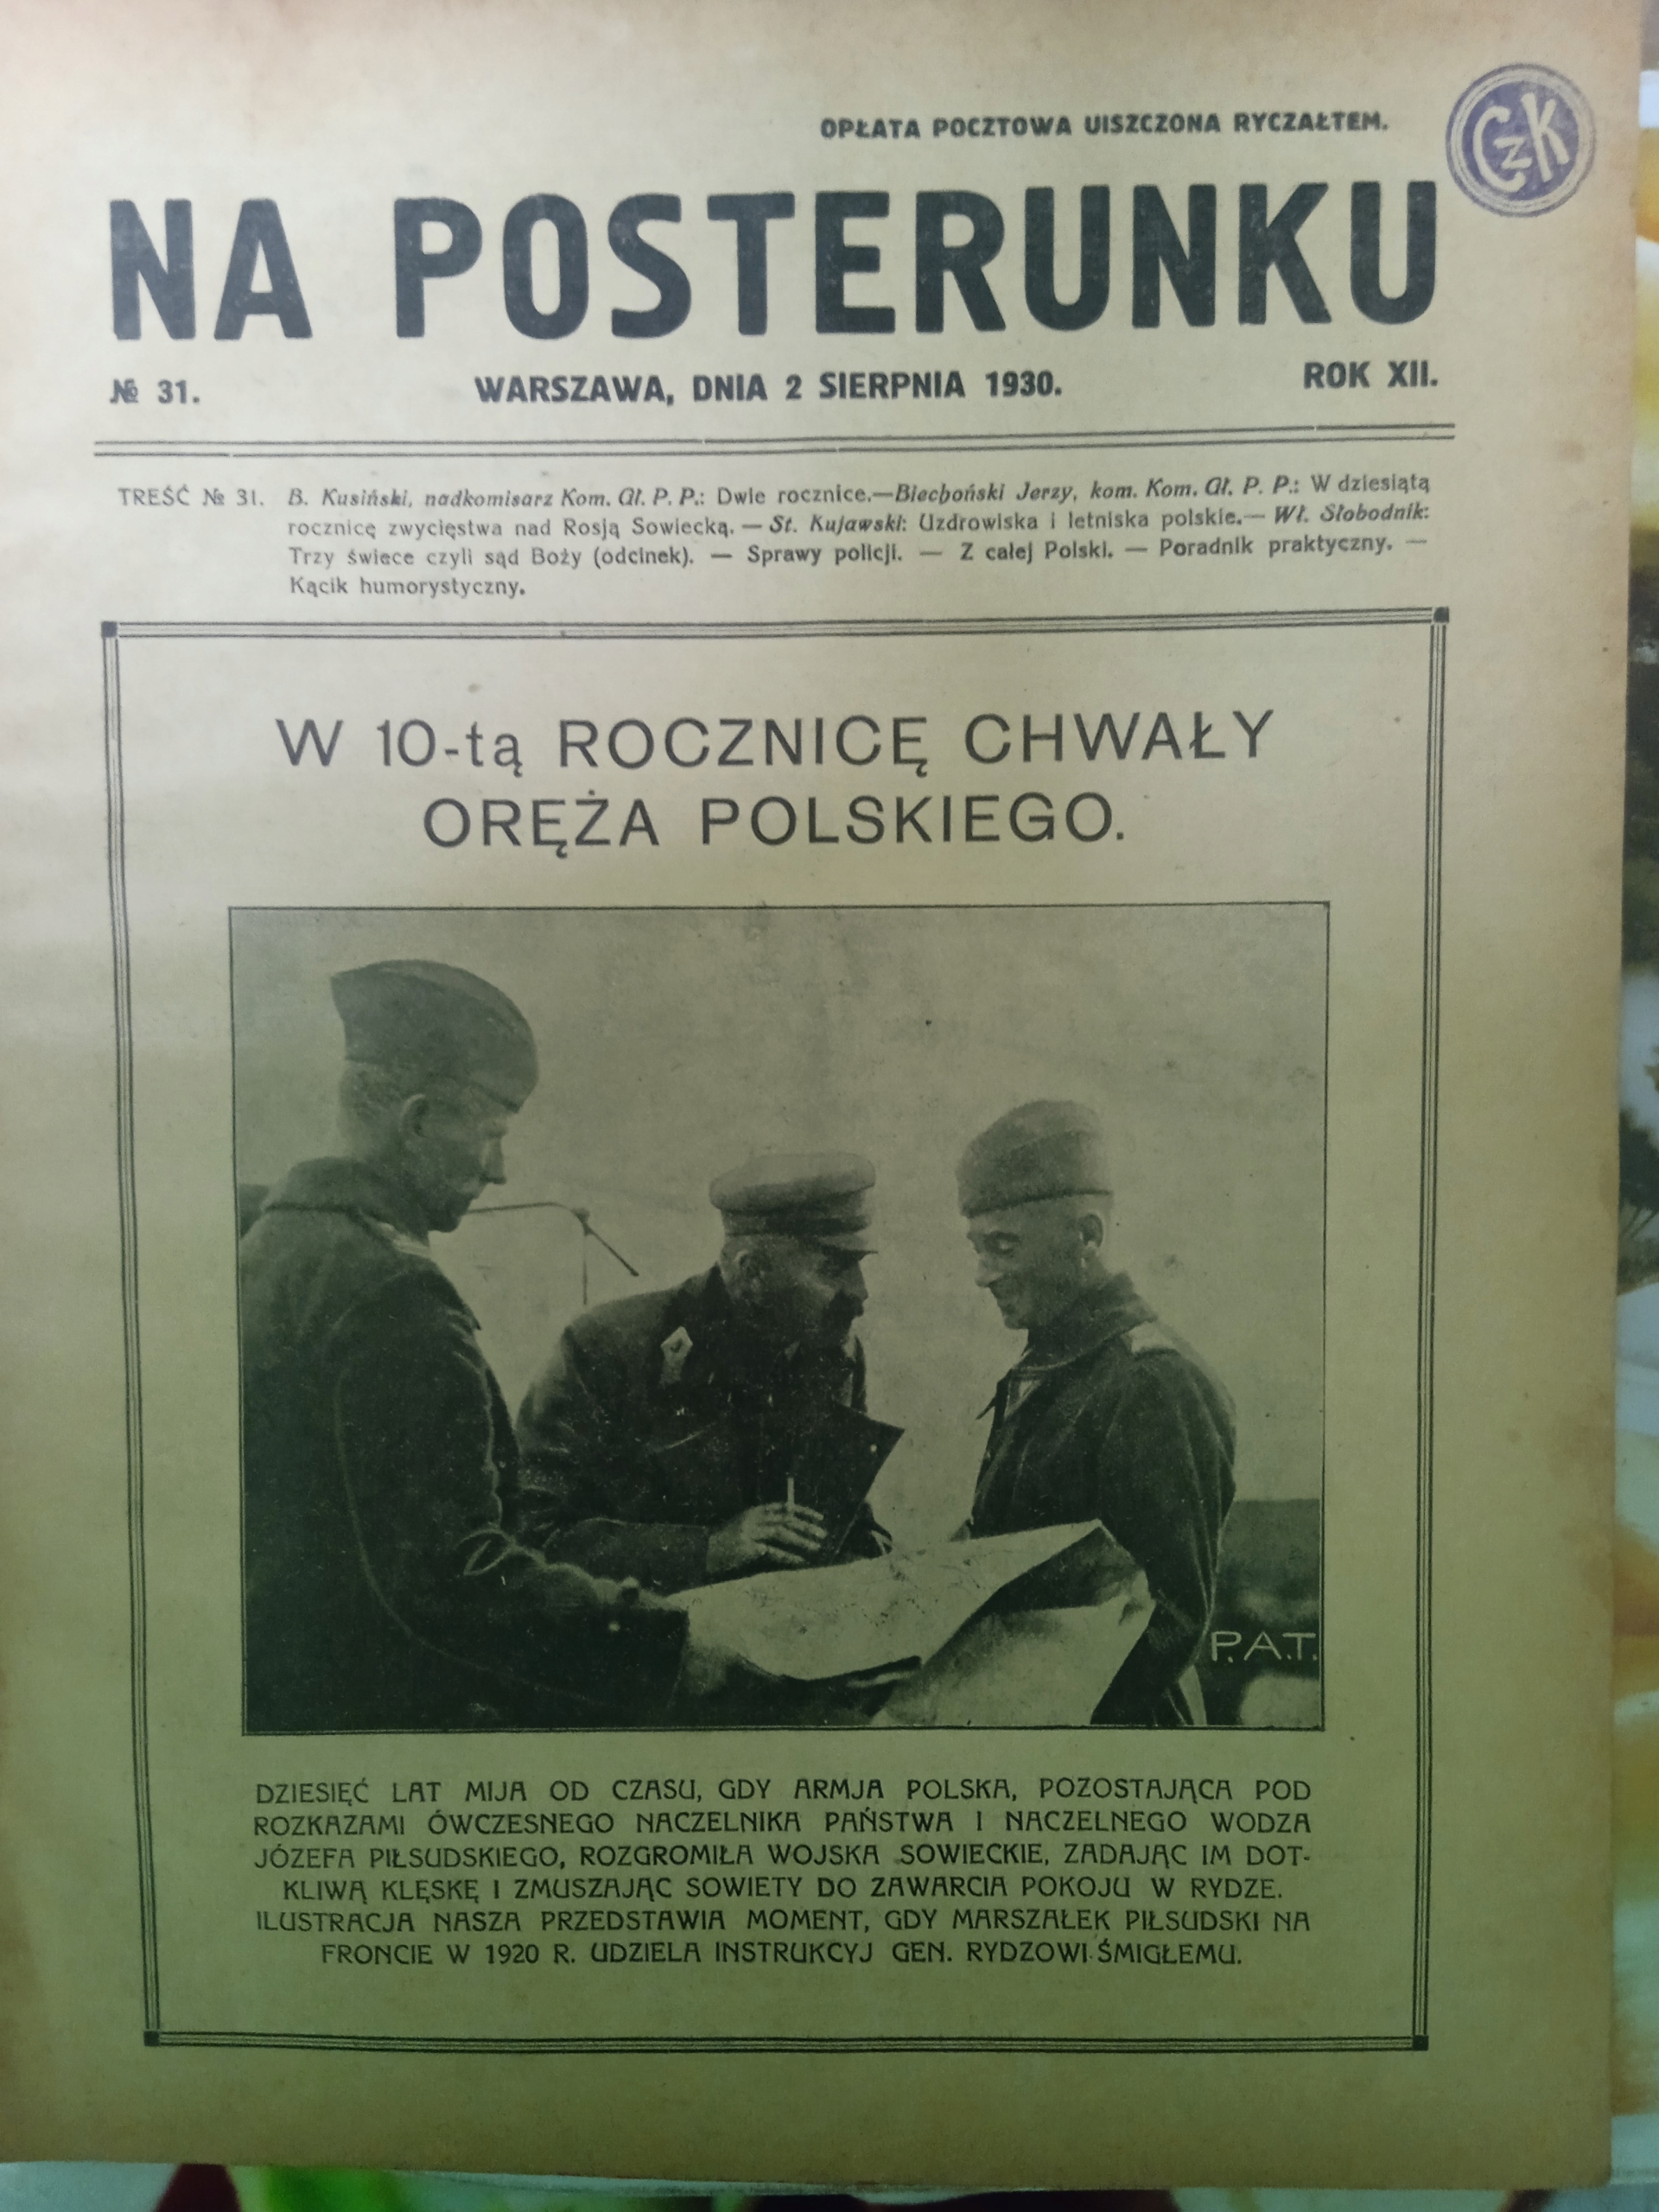 OPŁATA POCZTOWA UISZCZONA RYCZAŁTEM.
CzK
NA POSTERUNKU
№ 31. WARSZAWA, DNIA 2 SIERPNIA 1930. ROK XII.
TREŚĆ № 31. B. Kusiński, nadkomisarz Kom. Gł. P. P.: Dwie rocznice.—Biechoński Jerzy, kom. Kom. Gł. P. P.: W dziesiątą
rocznicę zwycięstwa nad Rosją Sowiecką. — St. Kujawski: Uzdrowiska i letniska polskie.— Wł. Słobodnik:
Trzy świece czyli sąd Boży (odcinek). — Sprawy policji. — Z całej Polski. — Poradnik praktyczny. —
Kącik humorystyczny.
W 10-tą ROCZNICĘ CHWAŁY
ORĘŻA POLSKIEGO.
P.A.T.
DZIESIĘĆ LAT MIJA OD CZASU, GDY ARMJA POLSKA, POZOSTAJĄCA POD
ROZKAZAMI ÓWCZESNEGO NACZELNIKA PAŃSTWA I NACZELNEGO WODZA
JÓZEFA PIŁSUDSKIEGO, ROZGROMIŁA WOJSKA SOWIECKIE, ZADAJĄC IM DOT-
KLIWĄ KLĘSKĘ I ZMUSZAJĄC SOWIETY DO ZAWARCIA POKOJU W RYDZE.
ILUSTRACJA NASZA PRZEDSTAWIA MOMENT, GDY MARSZAŁEK PIŁSUDSKI NA
FRONCIE W 1920 R. UDZIELA INSTRUKCYJ GEN. RYDZOWI-ŚMIGŁEMU.